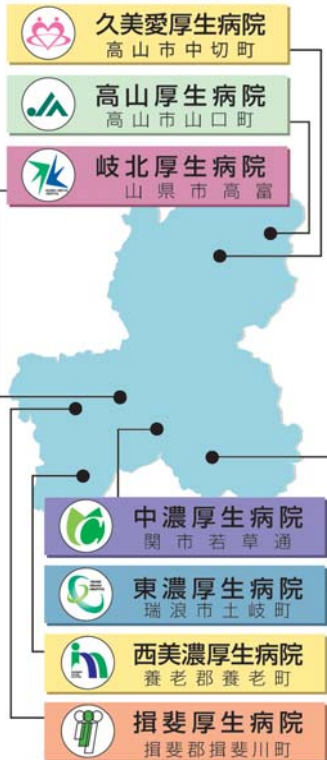 久美愛厚生病院
高山市中切町
JA
高山厚生病院
高山市山口町
岐北厚生病院
山県市高富
中濃厚生病院
関市若草通
東濃厚生病院
瑞浪市土岐町
西美濃厚生病院
養老郡養老町
揖斐厚生病院
揖斐郡揖斐川町